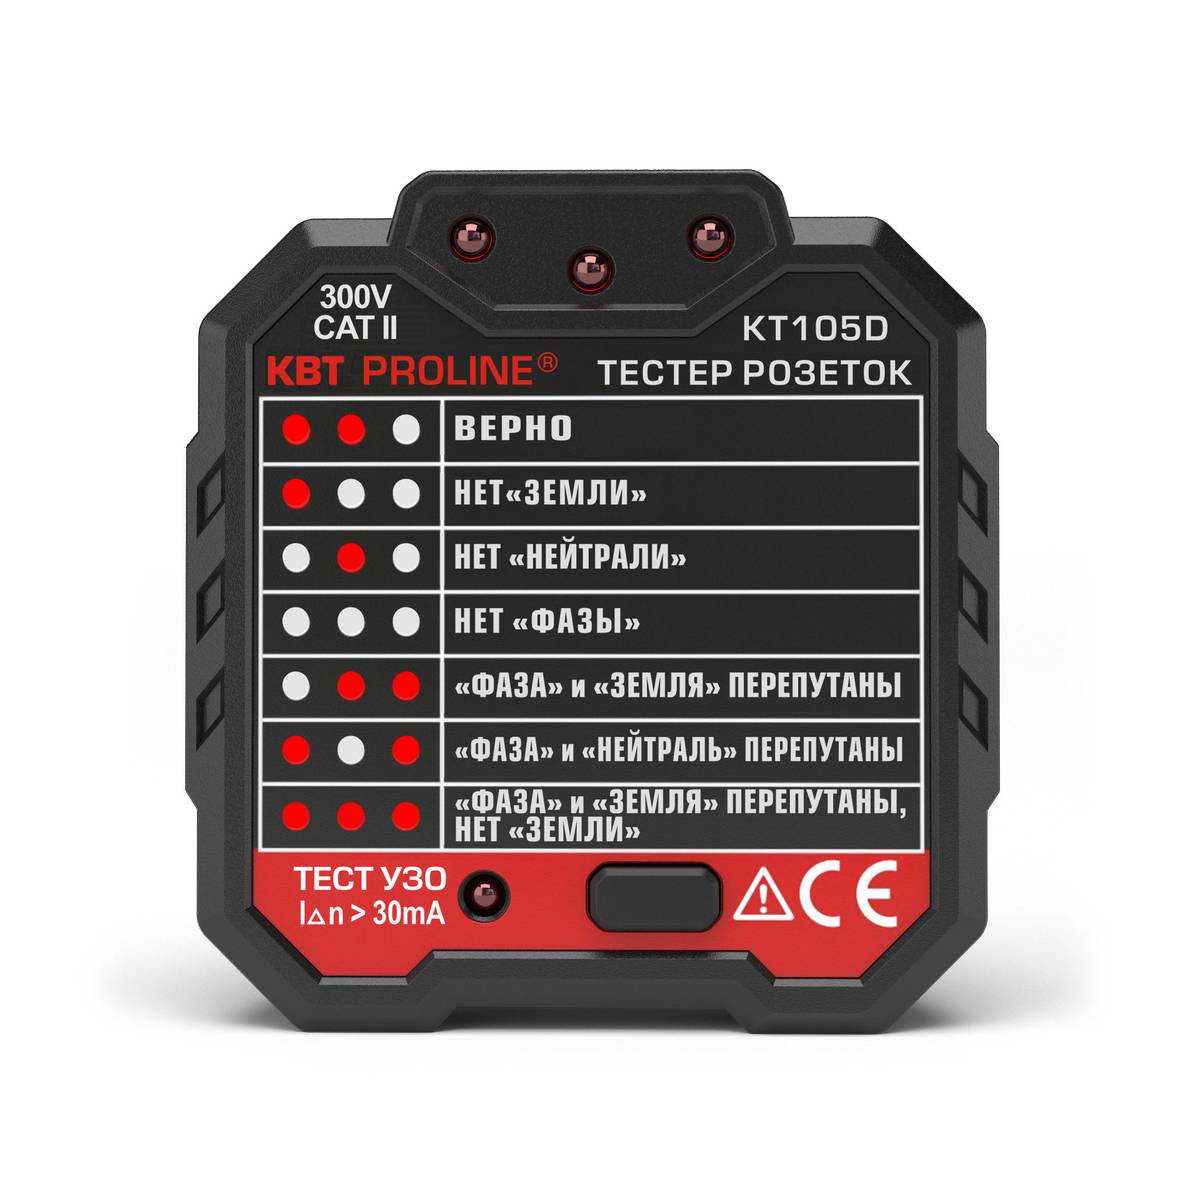 300V
CAT II
KT105D
КВТ PROLINE®
ТЕСТЕР РОЗЕТОК
ВЕРНО
НЕТ«ЗЕМЛИ»
НЕТ «НЕЙТРАЛИ»
НЕТ «ФАЗЫ»
«ФАЗА» и «ЗЕМЛЯ» ПЕРЕПУТАНЫ
«ФАЗА» и «НЕЙТРАЛЬ» ПЕРЕПУТАНЫ
«ФАЗА» и «ЗЕМЛЯ» ПЕРЕПУТАНЫ,
НЕТ «ЗЕМЛИ»
ТЕСТ УЗО
I△n > 30mA
CE